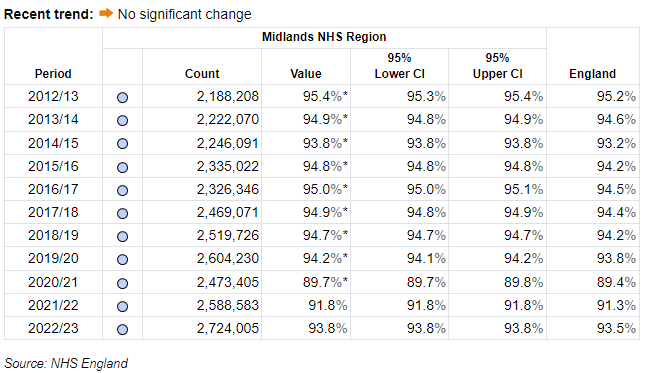 Recent trend: No significant change
Midlands NHS Region
Period Count Value 95% Lower CI 95% Upper CI England
2012/13 2,188,208 95.4%* 95.3% 95.4% 95.2%
2013/14 2,222,070 94.9%* 94.8% 94.9% 94.6%
2014/15 2,246,091 93.8%* 93.8% 93.8% 93.2%
2015/16 2,335,022 94.8%* 94.8% 94.8% 94.2%
2016/17 2,326,346 95.0%* 95.0% 95.1% 94.5%
2017/18 2,469,071 94.9%* 94.8% 94.9% 94.4%
2018/19 2,519,726 94.7%* 94.7% 94.7% 94.2%
2019/20 2,604,230 94.2%* 94.1% 94.2% 93.8%
2020/21 2,473,405 89.7%* 89.7% 89.8% 89.4%
2021/22 2,588,583 91.8% 91.8% 91.8% 91.3%
2022/23 2,724,005 93.8% 93.8% 93.8% 93.5%
Source: NHS England